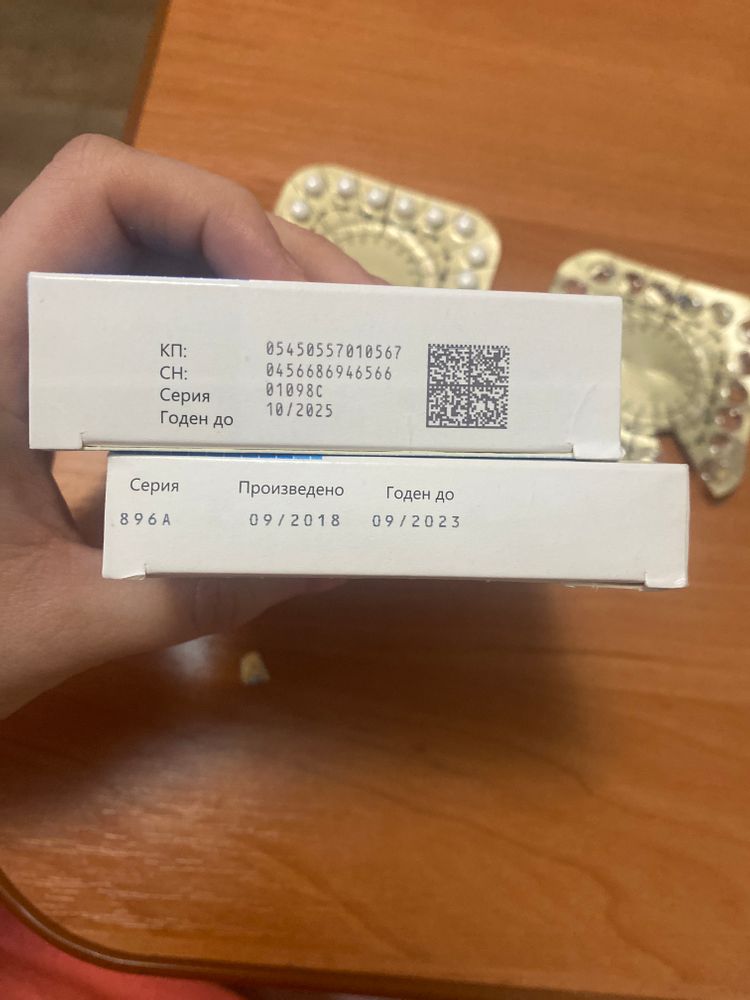 КП: 05450557010567
СН: 0456686946566
Серия 01098C
Годен до 10/2025
Серия Произведено Годен до
896A 09/2018 09/2023